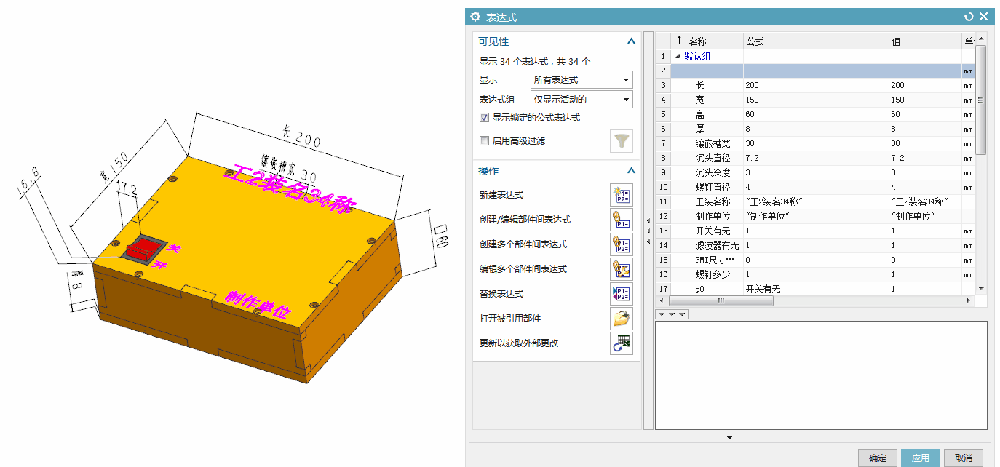 长 200
镶嵌槽宽 30
宽 150
16.8
17.2
工2装名34称
□60
关
开
厚 8
制作单位
表达式
可见性
显示 34 个表达式，共 34 个
显示 所有表达式
表达式组 仅显示活动的
显示锁定的公式表达式
启用高级过滤
操作
新建表达式
创建/编辑部件间表达式
创建多个部件间表达式
编辑多个部件间表达式
替换表达式
打开被引用部件
更新以获取外部更改
↑ 名称 公式 值 单
1 默认组
2 mm
3 长 200 200 mm
4 宽 150 150 mm
5 高 60 60 mm
6 厚 8 8 mm
7 镶嵌槽宽 30 30 mm
8 沉头直径 7.2 7.2 mm
9 沉头深度 3 3 mm
10 螺钉直径 4 4 mm
11 工装名称 "工2装名34称" "工2装名34称"
12 制作单位 "制作单位" "制作单位"
13 开关有无 1 1 mm
14 滤波器有无 1 1 mm
15 PMI尺寸… 0 0 mm
16 螺钉多少 1 1 mm
17 p0 开关有无 1
确定 应用 取消